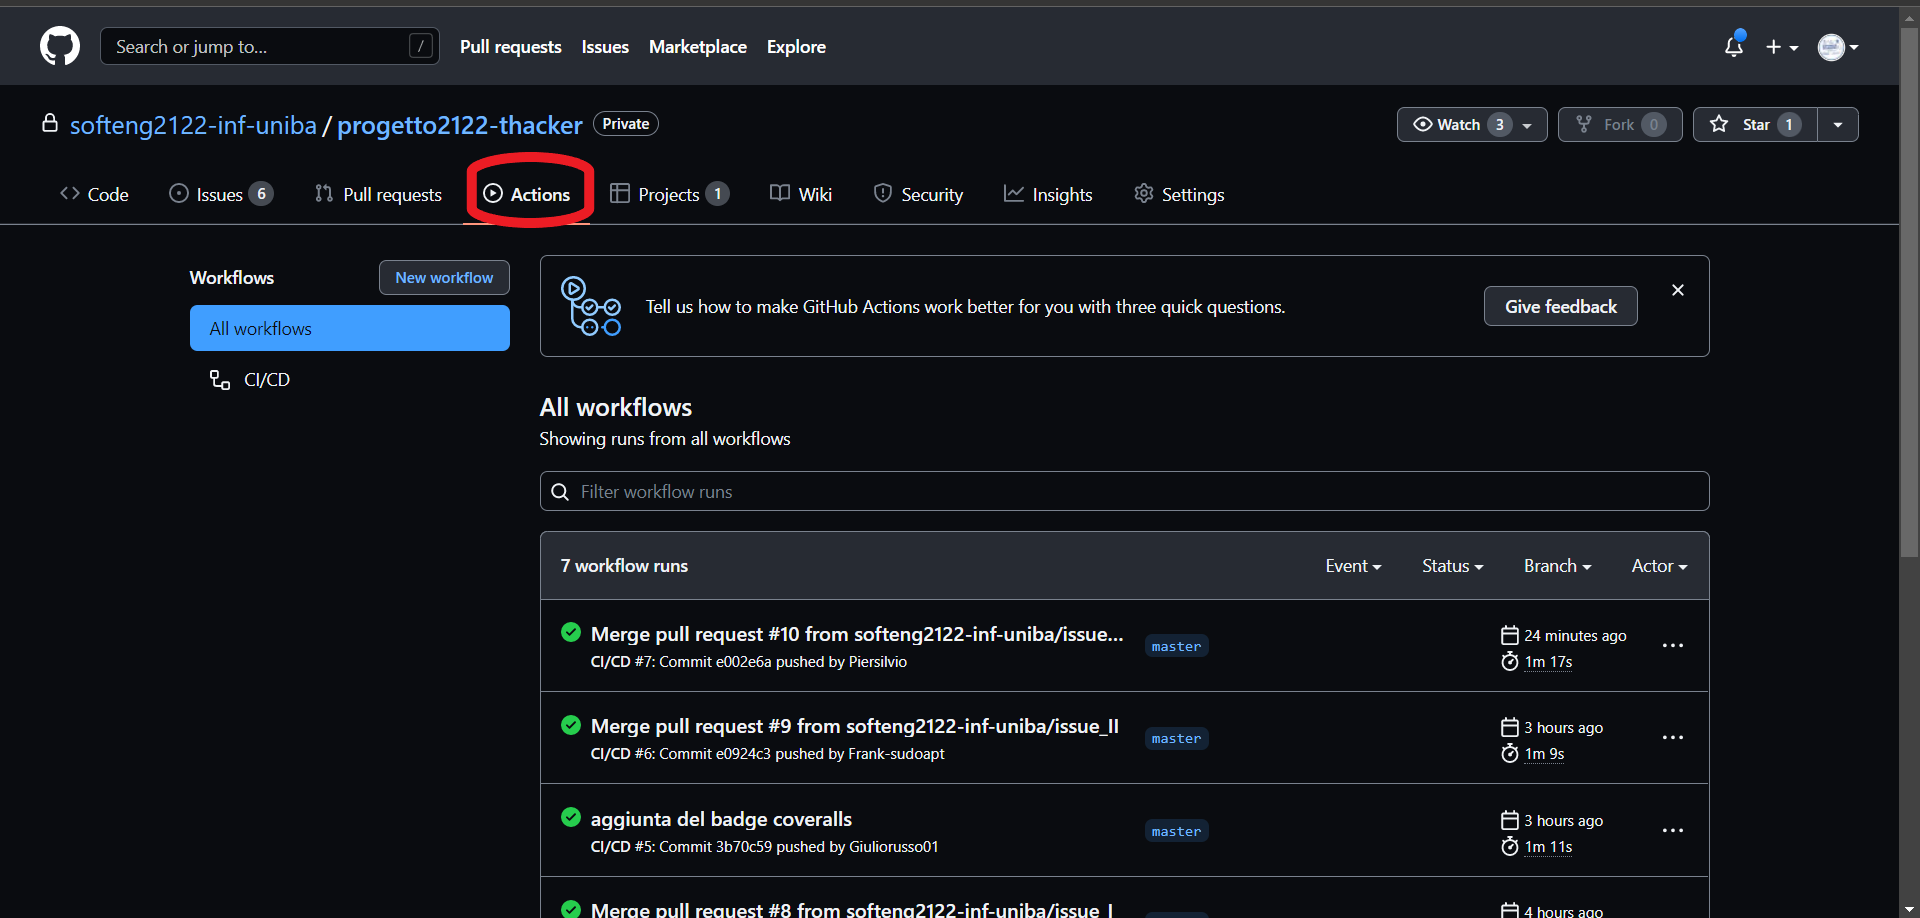 Search or jump to... /
Pull requests Issues Marketplace Explore
softeng2122-inf-uniba / progetto2122-thacker Private
Watch 3 Fork 0 Star 1
Code Issues 6 Pull requests Actions Projects 1 Wiki Security Insights Settings
Workflows New workflow
All workflows
CI/CD
Tell us how to make GitHub Actions work better for you with three quick questions. Give feedback
All workflows
Showing runs from all workflows
Filter workflow runs
7 workflow runs Event Status Branch Actor
Merge pull request #10 from softeng2122-inf-uniba/issue... master 24 minutes ago
CI/CD #7: Commit e002e6a pushed by Piersilvio 1m 17s
Merge pull request #9 from softeng2122-inf-uniba/issue_II master 3 hours ago
CI/CD #6: Commit e0924c3 pushed by Frank-sudoapt 1m 9s
aggiunta del badge coveralls master 3 hours ago
CI/CD #5: Commit 3b70c59 pushed by Giuliorusso01 1m 11s
Merge pull request #8 from softeng2122-inf-uniba/issue_I 4 hours ago